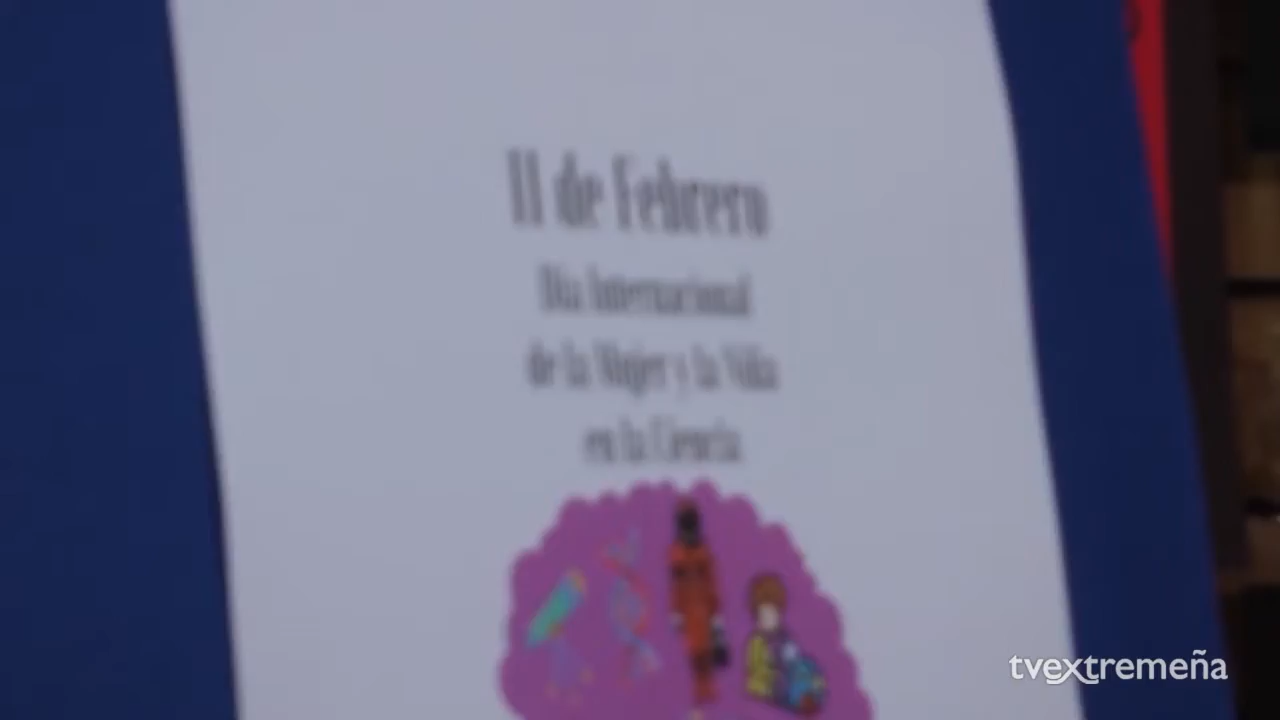 11 de Febrero
Día Internacional
de la Mujer y la Niña
en la Ciencia
tvextremeña